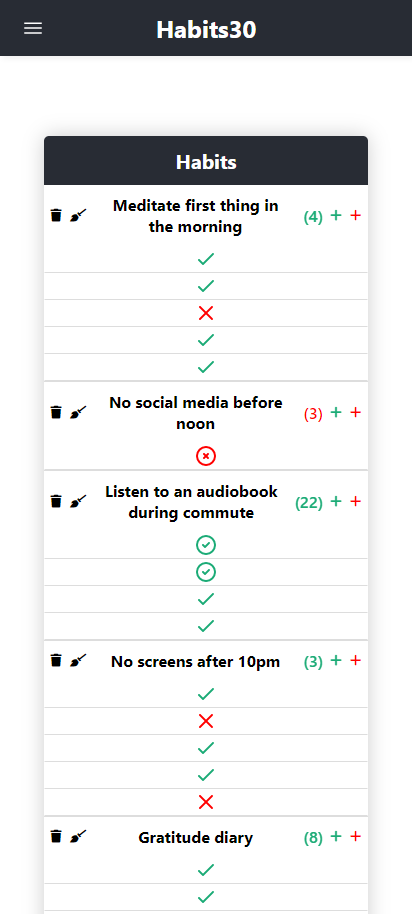 Habits30
Habits
Meditate first thing in
the morning
(4) + +
No social media before
noon
(3) + +
Listen to an audiobook
during commute
(22) + +
No screens after 10pm
(3) + +
Gratitude diary
(8) + +